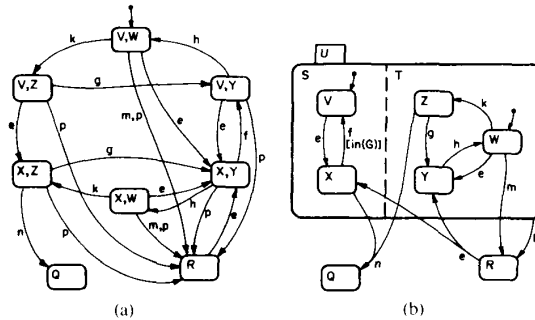 V,W
k
h
V,Z
g
V,Y
m,p
e
f
e
p
e
p
X,Z
g
X,Y
k
X,W
e
h
n
p
m,p
p
e
R
Q
(a)
U
S
T
V
e
f
[in(G)]
X
Z
k
g
h
W
Y
e
m
n
e
Q
R
(b)